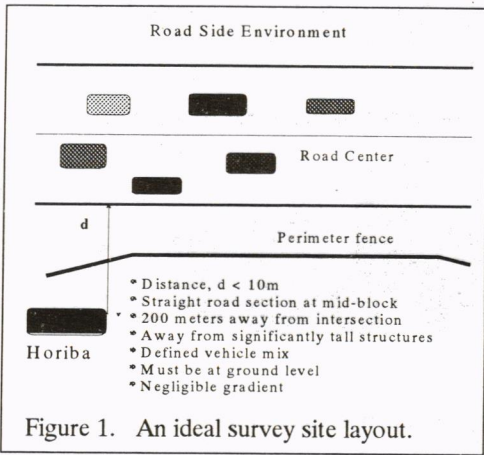 Road Side Environment
Road Center
d
Perimeter fence
* Distance, d < 10m
* Straight road section at mid-block
* 200 meters away from intersection
* Away from significantly tall structures
* Defined vehicle mix
* Must be at ground level
* Negligible gradient
Horiba
Figure 1. An ideal survey site layout.